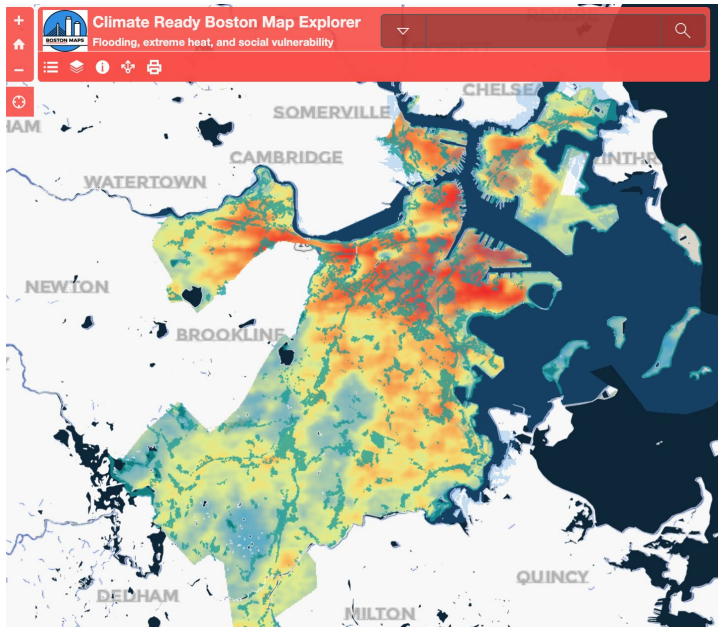 Climate Ready Boston Map Explorer
BOSTON MAPS
Flooding, extreme heat, and social vulnerability
CHELSEA
SOMERVILLE
CAMBRIDGE
WATERTOWN
NEWTON
BROOKLINE
QUINCY
DEDHAM
MILTON